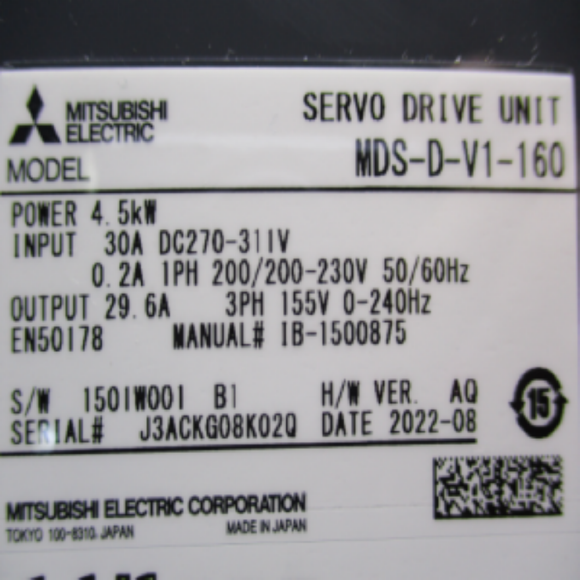 MITSUBISHI
ELECTRIC
SERVO DRIVE UNIT
MODEL MDS-D-V1-160
POWER 4.5kW
INPUT 30A DC270-311V
0.2A 1PH 200/200-230V 50/60Hz
OUTPUT 29.6A 3PH 155V 0-240Hz
EN50178 MANUAL# IB-1500875
S/W 1501W001 B1 H/W VER. AQ
SERIAL# J3ACKG08K02Q DATE 2022-08
15
MITSUBISHI ELECTRIC CORPORATION
TOKYO 100-8310, JAPAN MADE IN JAPAN